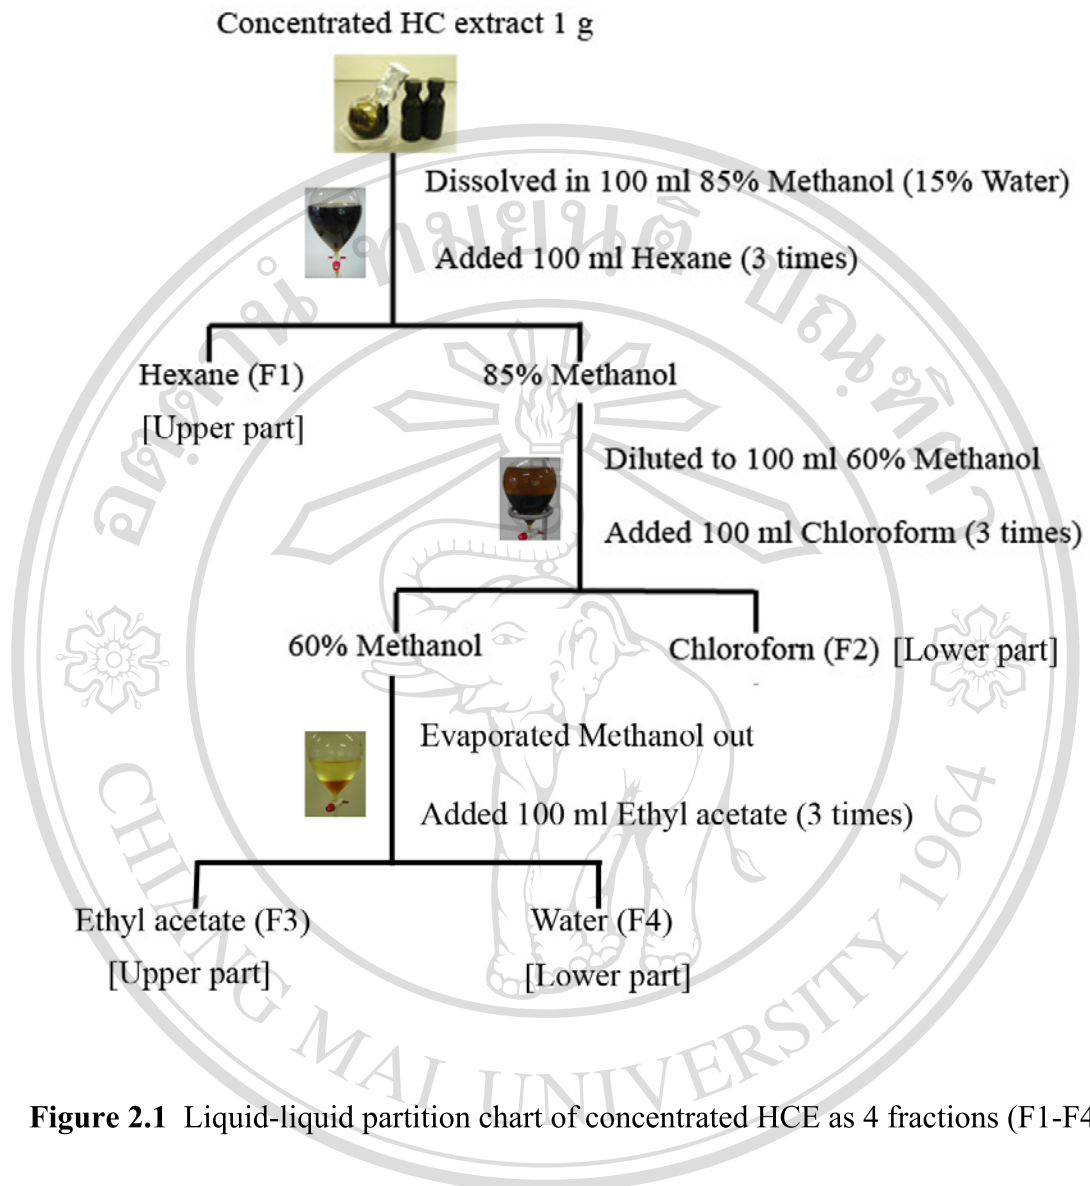 Concentrated HC extract 1 g
Dissolved in 100 ml 85% Methanol (15% Water)
Added 100 ml Hexane (3 times)
Hexane (F1)
85% Methanol
[Upper part]
Diluted to 100 ml 60% Methanol
Added 100 ml Chloroform (3 times)
60% Methanol
Chloroforn (F2) [Lower part]
Evaporated Methanol out
Added 100 ml Ethyl acetate (3 times)
Ethyl acetate (F3)
Water (F4)
[Upper part]
[Lower part]
Figure 2.1 Liquid-liquid partition chart of concentrated HCE as 4 fractions (F1-F4
CHIANG MAI UNIVERSITY 1964